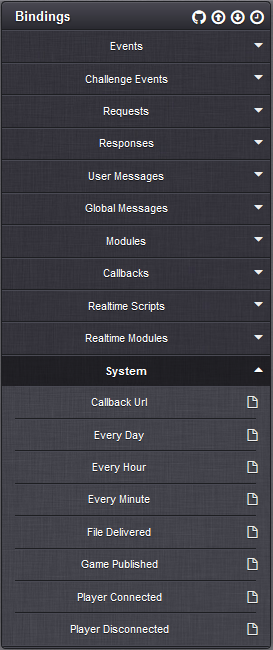 Bindings
Events
Challenge Events
Requests
Responses
User Messages
Global Messages
Modules
Callbacks
Realtime Scripts
Realtime Modules
System
Callback Url
Every Day
Every Hour
Every Minute
File Delivered
Game Published
Player Connected
Player Disconnected